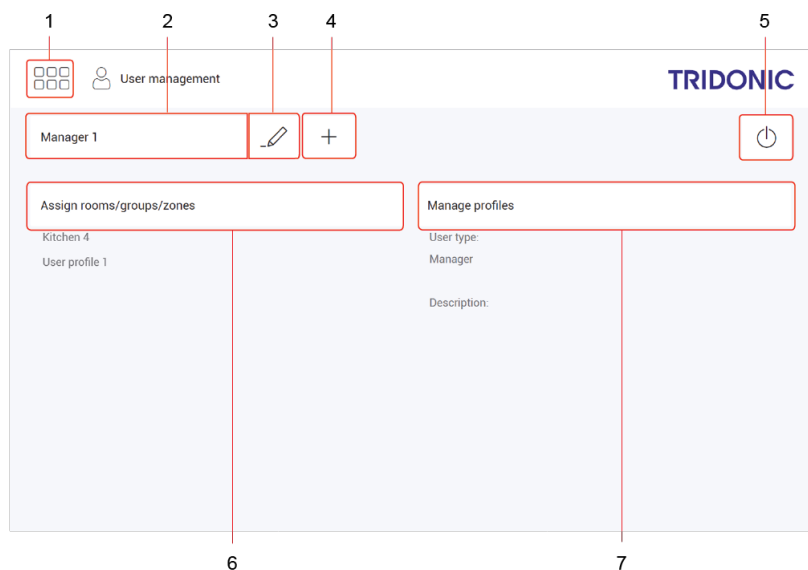 1 2 3 4 5
User management TRIDONIC
Manager 1
Assign rooms/groups/zones Manage profiles
Kitchen 4 User type:
User profile 1 Manager
Description:
6 7